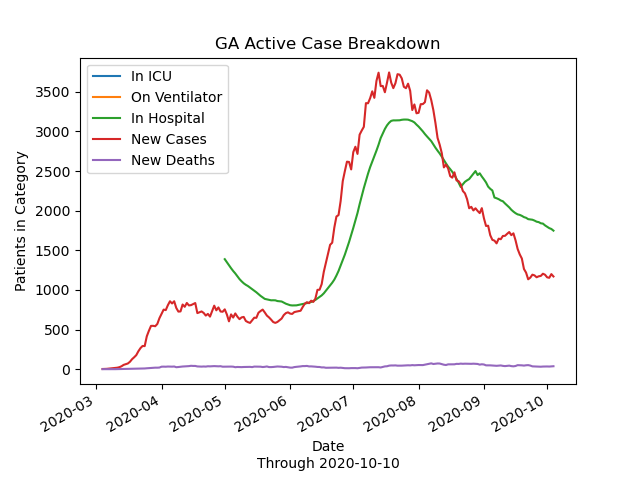 GA Active Case Breakdown
In ICU
On Ventilator
In Hospital
New Cases
New Deaths
Patients in Category
3500
3000
2500
2000
1500
1000
500
0
2020-03
2020-04
2020-05
2020-06
2020-07
2020-08
2020-09
2020-10
Date
Through 2020-10-10